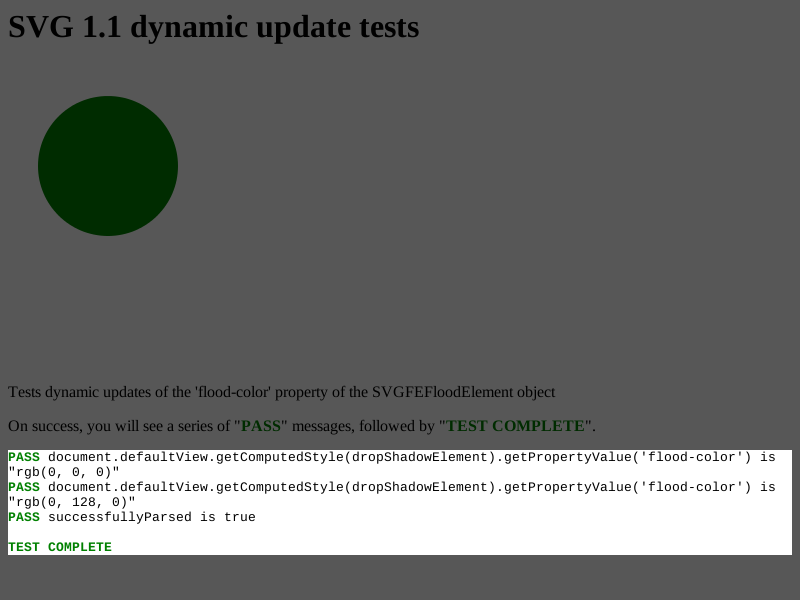 SVG 1.1 dynamic update tests
Tests dynamic updates of the 'flood-color' property of the SVGFEFloodElement object
On success, you will see a series of "PASS" messages, followed by "TEST COMPLETE".
PASS document.defaultView.getComputedStyle(dropShadowElement).getPropertyValue('flood-color') is
"rgb(0, 0, 0)"
PASS document.defaultView.getComputedStyle(dropShadowElement).getPropertyValue('flood-color') is
"rgb(0, 128, 0)"
PASS successfullyParsed is true
TEST COMPLETE